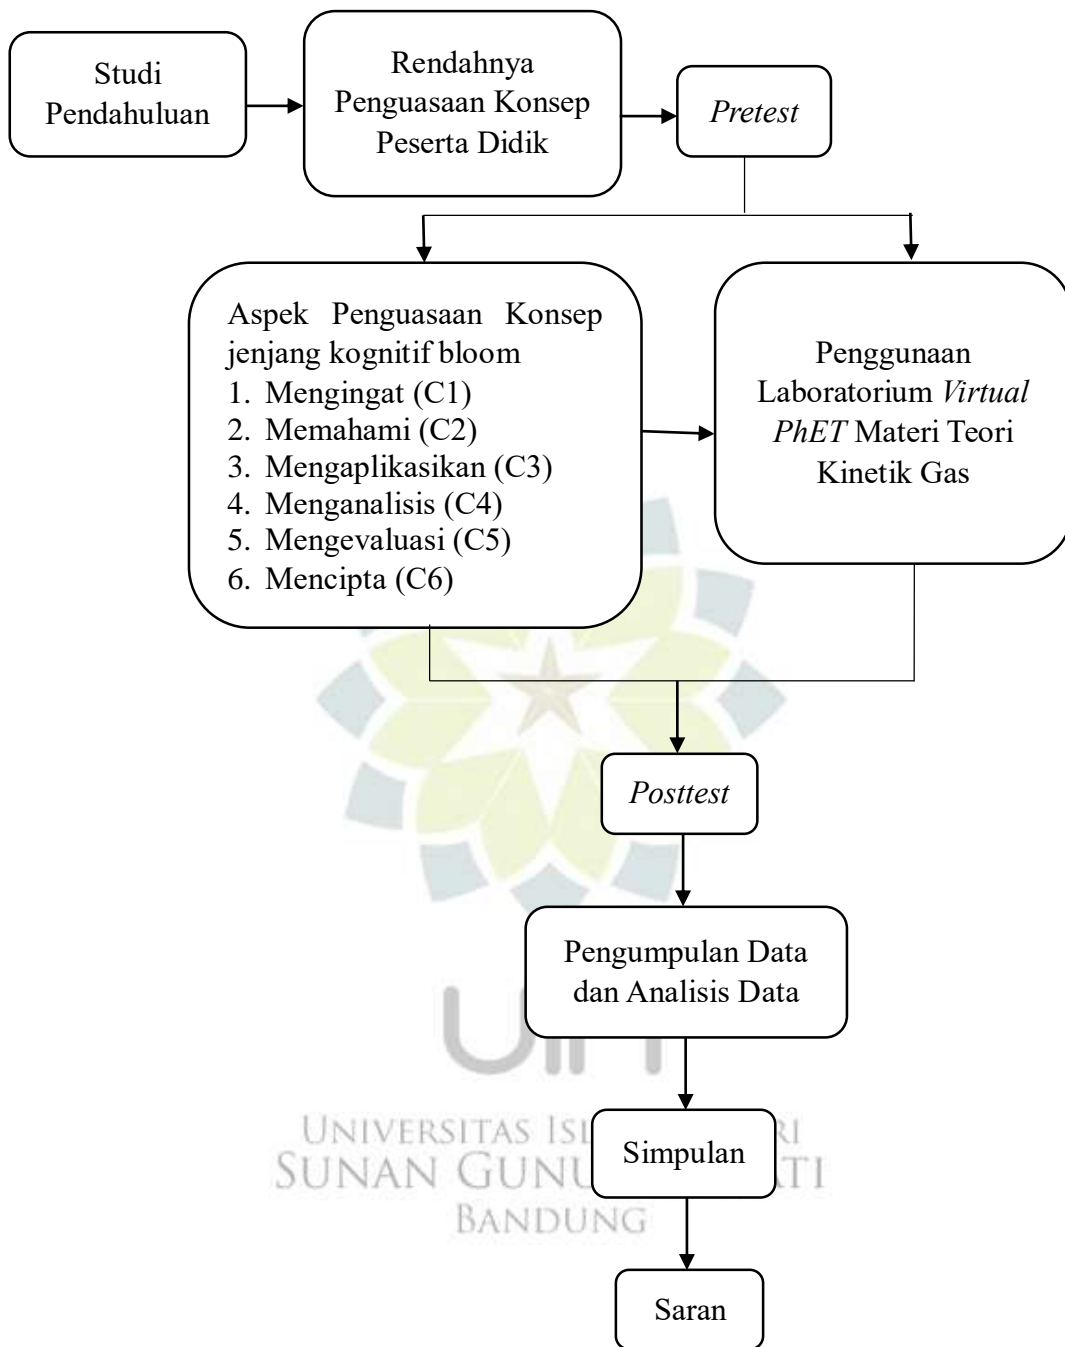 Studi
Pendahuluan
Rendahnya
Penguasaan Konsep
Peserta Didik
Pretest
Aspek Penguasaan Konsep
jenjang kognitif bloom
1. Mengingat (C1)
2. Memahami (C2)
3. Mengaplikasikan (C3)
4. Menganalisis (C4)
5. Mengevaluasi (C5)
6. Mencipta (C6)
Penggunaan
Laboratorium Virtual
PhET Materi Teori
Kinetik Gas
Posttest
Pengumpulan Data
dan Analisis Data
UNIVERSITAS
SUNAN
BANDUNG
Simpulan
Saran